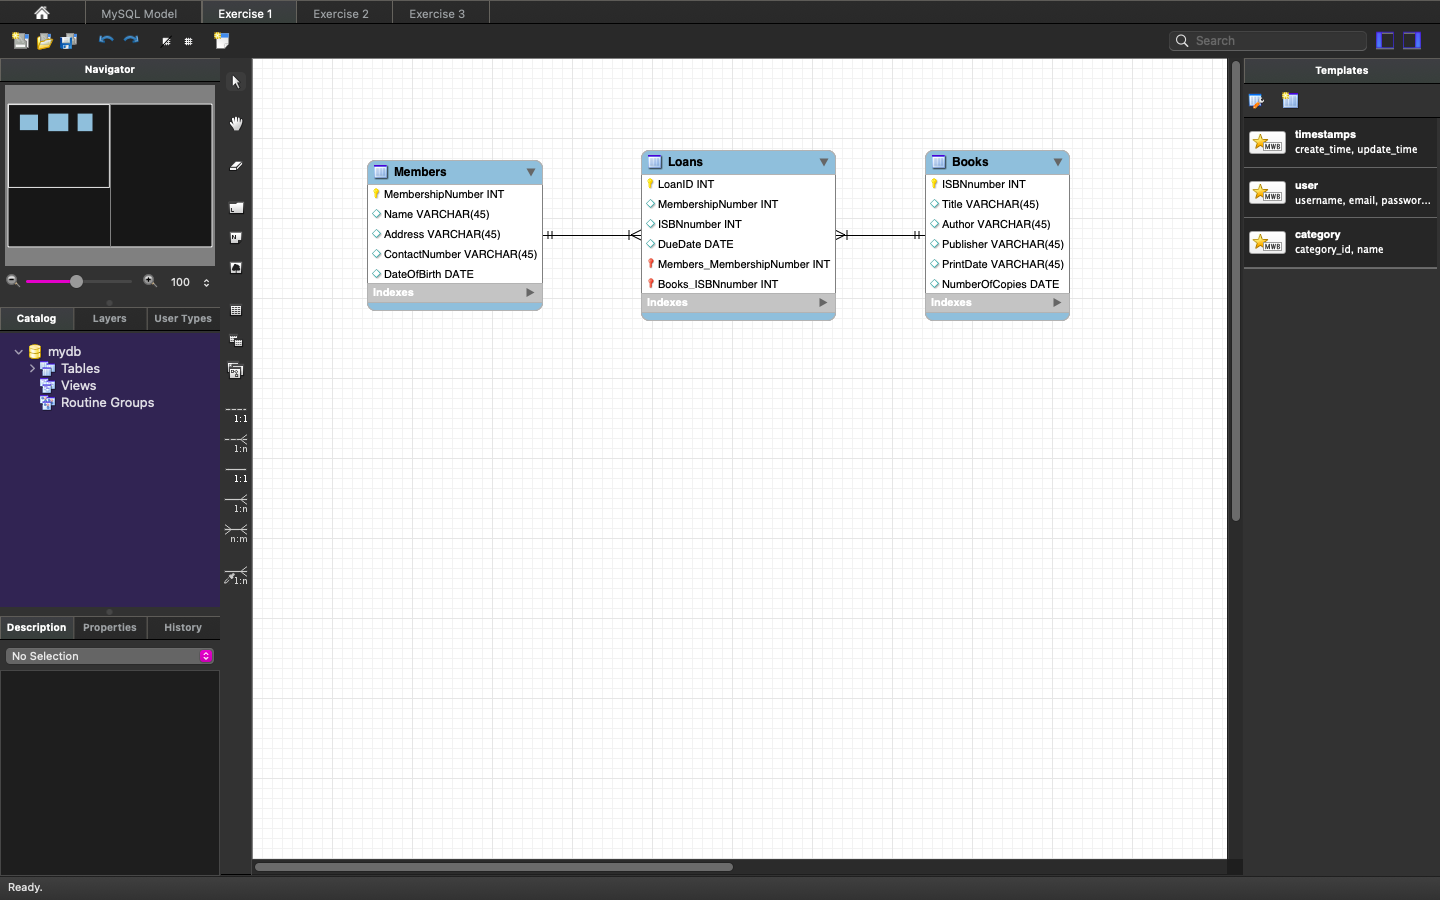 MySQL Model
Exercise 1
Exercise 2
Exercise 3
Search
Navigator
100
Catalog
Layers
User Types
mydb
Tables
Views
Routine Groups
Description
Properties
History
No Selection
Ready.
1:1
1:n
1:1
1:n
n:m
1:n
Members
MembershipNumber INT
Name VARCHAR(45)
Address VARCHAR(45)
ContactNumber VARCHAR(45)
DateOfBirth DATE
Indexes
Loans
LoanID INT
MembershipNumber INT
ISBNnumber INT
DueDate DATE
Members_MembershipNumber INT
Books_ISBNnumber INT
Indexes
Books
ISBNnumber INT
Title VARCHAR(45)
Author VARCHAR(45)
Publisher VARCHAR(45)
PrintDate VARCHAR(45)
NumberOfCopies DATE
Indexes
Templates
MWB
timestamps
create_time, update_time
MWB
user
username, email, passwor...
MWB
category
category_id, name